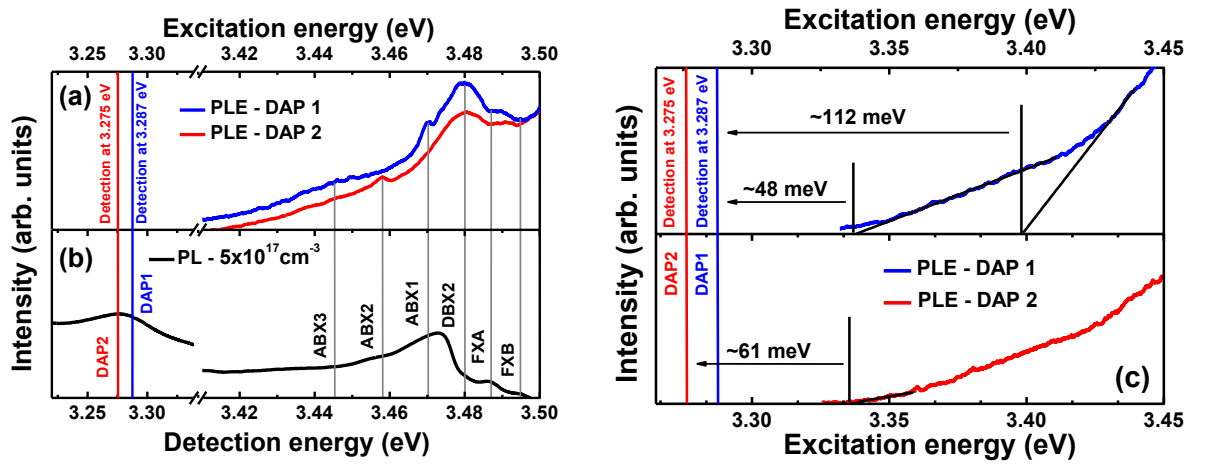 Excitation energy (eV)
3.25 3.30 3.42 3.44 3.46 3.48 3.50
(a)
Detection at 3.275 eV
Detection at 3.287 eV
PLE - DAP 1
PLE - DAP 2
Intensity (arb. units)
(b)
PL - 5x10¹⁷cm⁻³
DAP2
DAP1
ABX3
ABX2
ABX1
DBX2
FXA
FXB
3.25 3.30 3.42 3.44 3.46 3.48 3.50
Detection energy (eV)
Excitation energy (eV)
3.30 3.35 3.40 3.45
Detection at 3.275 eV
Detection at 3.287 eV
~112 meV
~48 meV
Intensity (arb. units)
DAP2
DAP1
PLE - DAP 1
PLE - DAP 2
~61 meV
(c)
3.30 3.35 3.40 3.45
Excitation energy (eV)